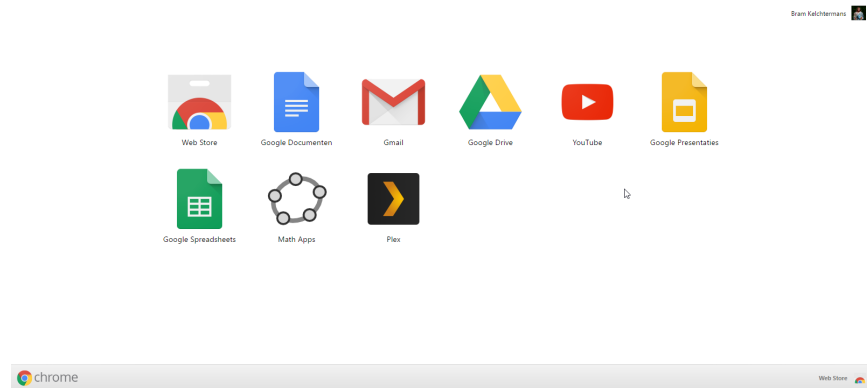 Bram Kelchtermans
Web Store
Google Documenten
Gmail
Google Drive
YouTube
Google Presentaties
Google Spreadsheets
Math Apps
Plex
chrome
Web Store